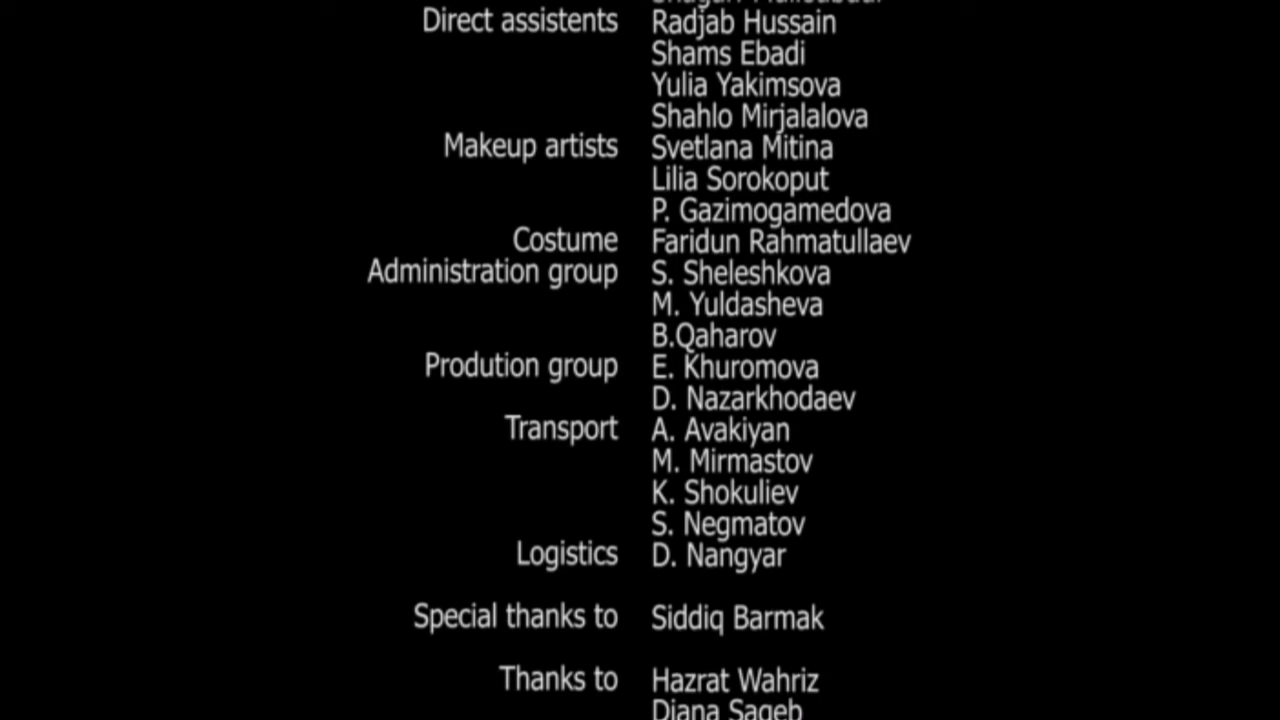 Direct assistents Radjab Hussain
Shams Ebadi
Yulia Yakimsova
Shahlo Mirjalalova
Makeup artists Svetlana Mitina
Lilia Sorokoput
P. Gazimogamedova
Costume Faridun Rahmatullaev
Administration group S. Sheleshkova
M. Yuldasheva
B.Qaharov
Prodution group E. Khuromova
D. Nazarkhodaev
Transport A. Avakiyan
M. Mirmastov
K. Shokuliev
S. Negmatov
Logistics D. Nangyar
Special thanks to Siddiq Barmak
Thanks to Hazrat Wahriz
Diana Saqeb